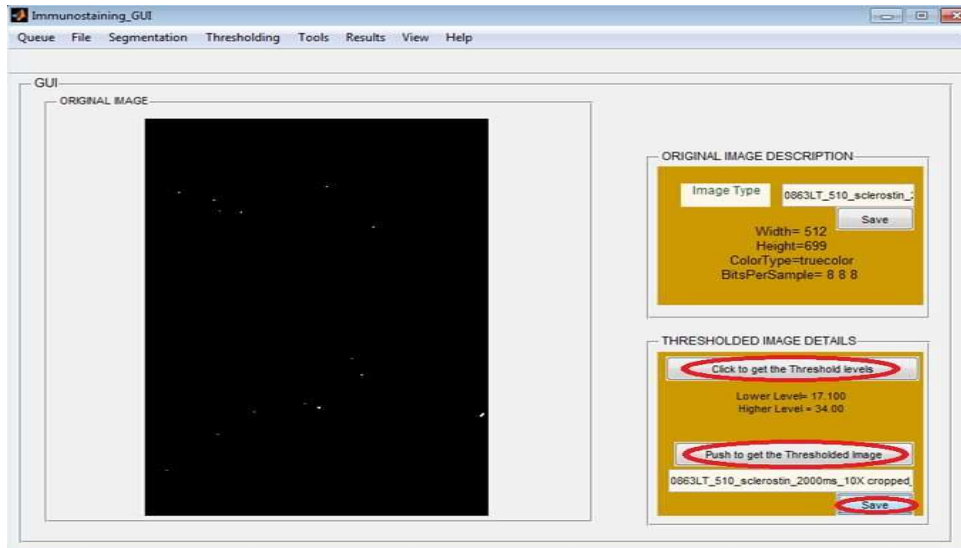 Immunostaining_GUI
Queue File Segmentation Thresholding Tools Results View Help
GUI
ORIGINAL IMAGE
ORIGINAL IMAGE DESCRIPTION
Image Type 0863LT_510_sclerostin_2
Save
Width= 512
Height=699
ColorType=truecolor
BitsPerSample= 8 8 8
THRESHOLDED IMAGE DETAILS
Click to get the Threshold levels
Lower Level= 17.100
Higher Level = 34.00
Push to get the Thresholded Image
0863LT_510_sclerostin_2000ms_10X cropped_
Save